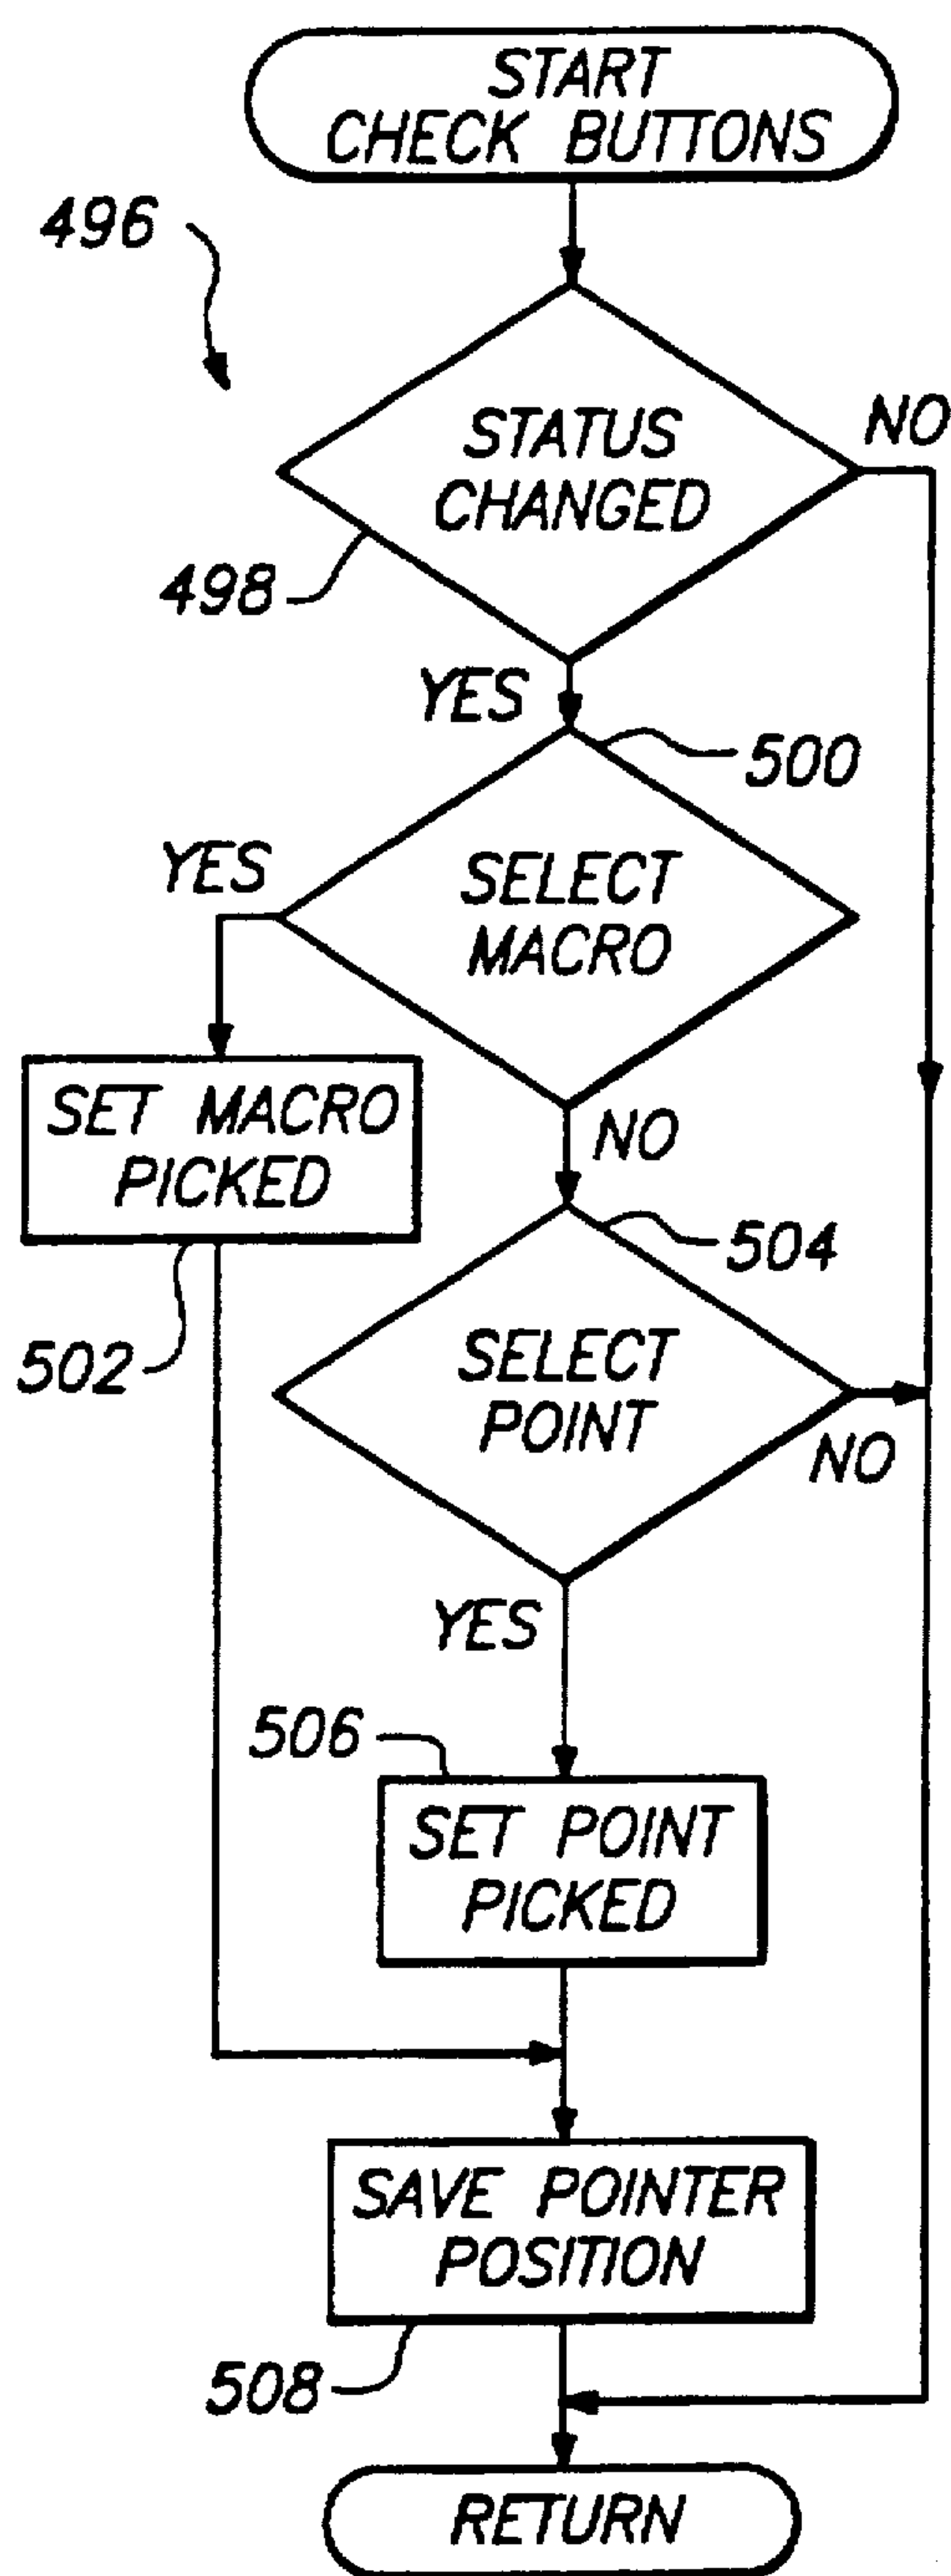 START
CHECK BUTTONS
496
STATUS
CHANGED
NO
498
YES
500
YES
SELECT
MACRO
SET MACRO
PICKED
NO
504
502
SELECT
POINT
NO
YES
506
SET POINT
PICKED
SAVE POINTER
POSITION
508
RETURN